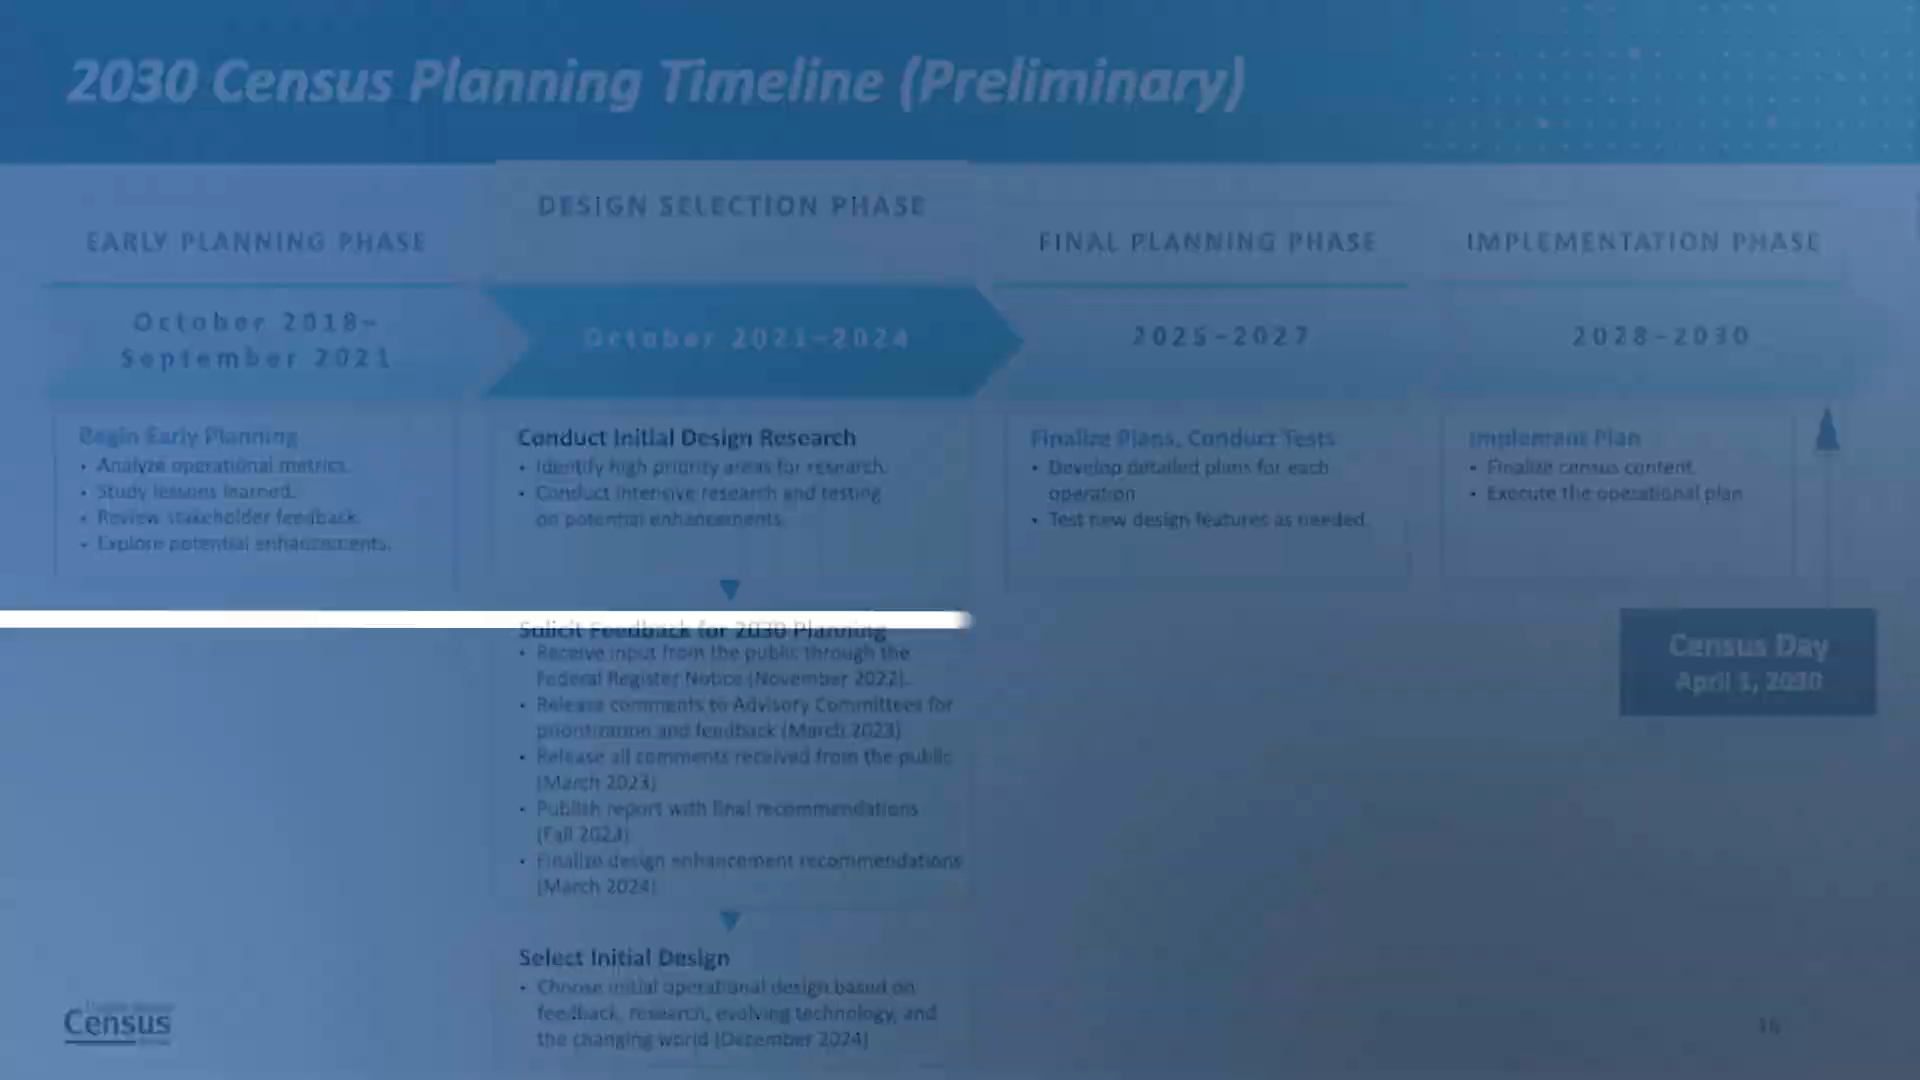 2030 Census Planning Timeline (Preliminary)
EARLY PLANNING PHASE
October 2018–
September 2021
Begin Early Planning
• Analyze operational metrics.
• Study lessons learned.
• Review stakeholder feedback.
• Explore potential enhancements.
DESIGN SELECTION PHASE
October 2021–2024
Conduct Initial Design Research
• Identify high priority areas for research.
• Conduct intensive research and testing
on potential enhancements.
Solicit Feedback for 2030 Planning
• Receive input from the public through the
Federal Register Notice (November 2022).
• Release comments to Advisory Committees for
prioritization and feedback (March 2023)
• Release all comments received from the public
(March 2023)
• Publish report with final recommendations
(Fall 2023)
• Finalize design enhancement recommendations
(March 2024)
Select Initial Design
• Choose initial operational design based on
feedback, research, evolving technology, and
the changing world (December 2024)
FINAL PLANNING PHASE
2025–2027
Finalize Plans, Conduct Tests
• Develop detailed plans for each
operation
• Test new design features as needed.
IMPLEMENTATION PHASE
2028–2030
Implement Plan
• Finalize census content
• Execute the operational plan
Census Day
April 1, 2030
Census